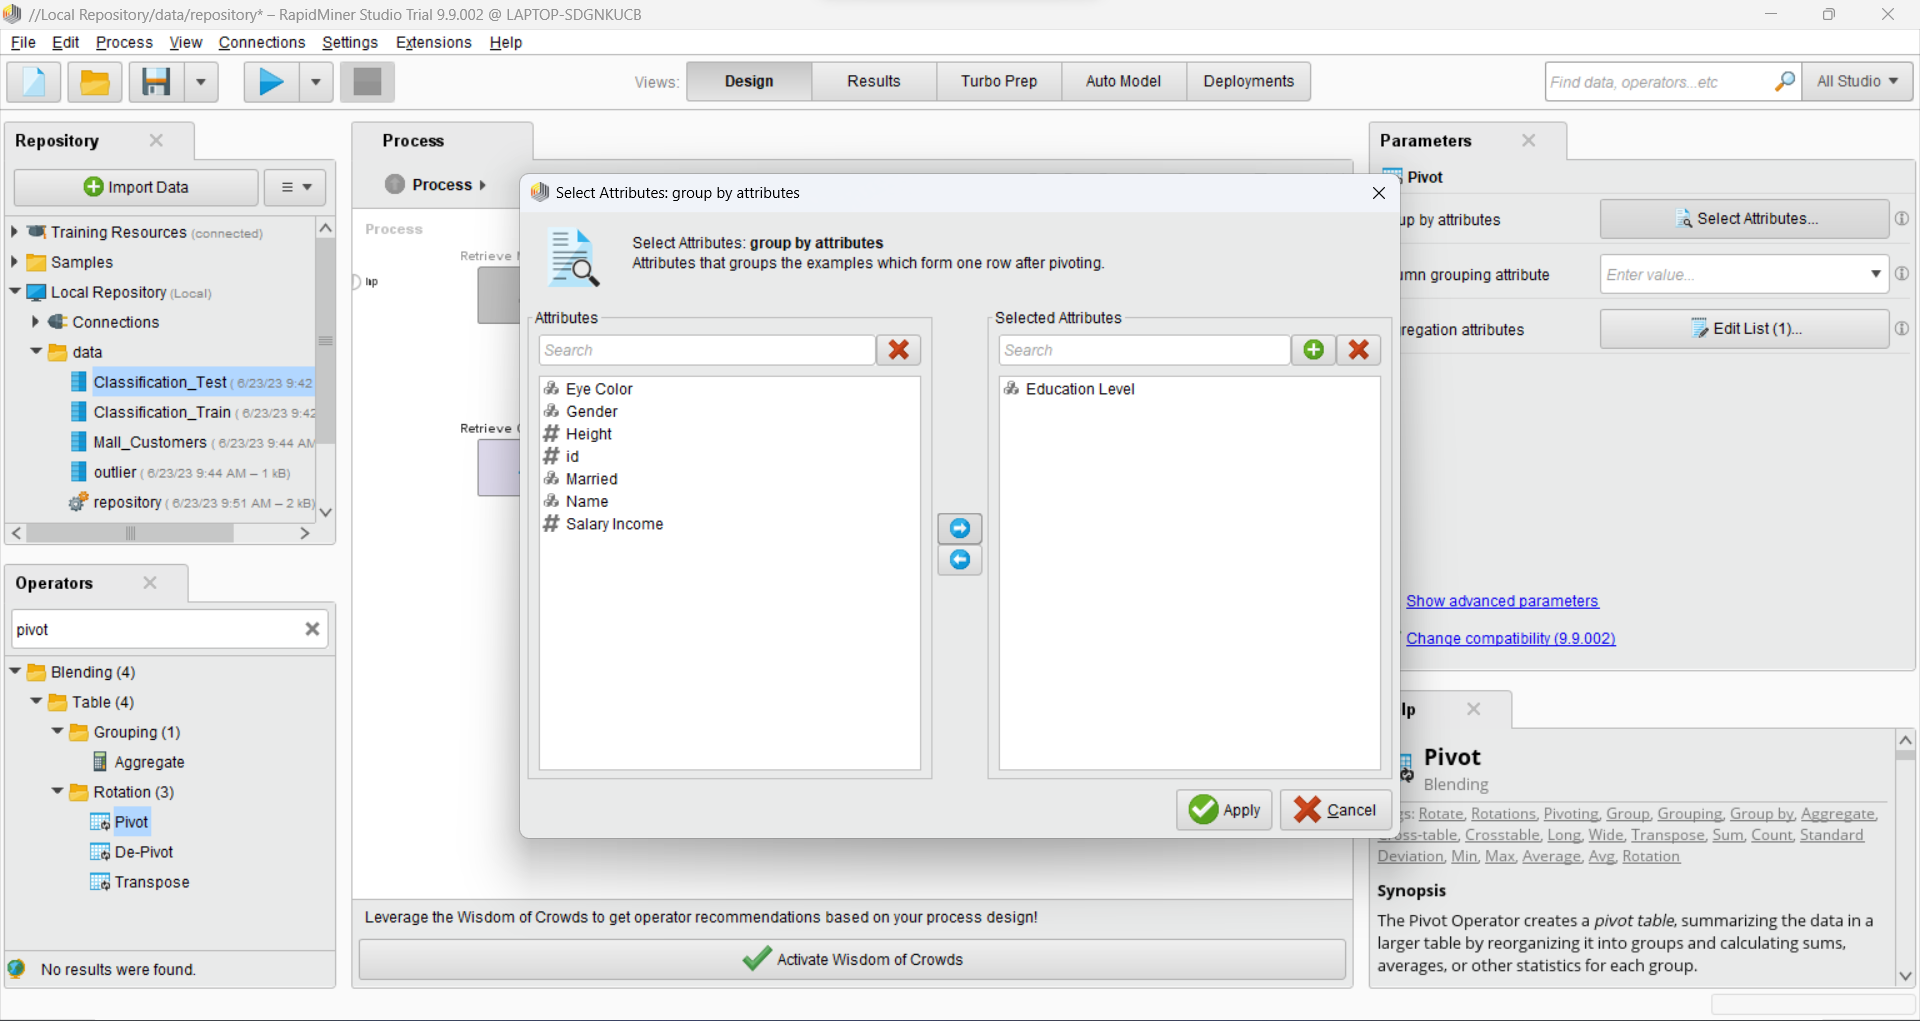 //Local Repository/data/repository* – RapidMiner Studio Trial 9.9.002 @ LAPTOP-SDGNKUCB
File Edit Process View Connections Settings Extensions Help
Views: Design Results Turbo Prep Auto Model Deployments
Find data, operators...etc
All Studio
Repository
Import Data
Training Resources (connected)
Samples
Local Repository (Local)
Connections
data
Classification_Test ( 6/23/23 9:42
Classification_Train ( 6/23/23 9:42
Mall_Customers ( 6/23/23 9:44 AM
outlier ( 6/23/23 9:44 AM – 1 kB)
repository ( 6/23/23 9:51 AM – 2 kB)
Operators
pivot
Blending (4)
Table (4)
Grouping (1)
Aggregate
Rotation (3)
Pivot
De-Pivot
Transpose
No results were found.
Process
Process
Process
Retrieve
inp
Retrieve
Select Attributes: group by attributes
Select Attributes: group by attributes
Attributes that groups the examples which form one row after pivoting.
Attributes
Search
Eye Color
Gender
Height
id
Married
Name
Salary Income
Selected Attributes
Search
Education Level
Apply
Cancel
Leverage the Wisdom of Crowds to get operator recommendations based on your process design!
Activate Wisdom of Crowds
Parameters
Pivot
up by attributes
Select Attributes...
mn grouping attribute
Enter value...
regation attributes
Edit List (1)...
Show advanced parameters
Change compatibility (9.9.002)
lp
Pivot
Blending
gs: Rotate, Rotations, Pivoting, Group, Grouping, Group by, Aggregate,
oss-table, Crosstable, Long, Wide, Transpose, Sum, Count, Standard
Deviation, Min, Max, Average, Avg, Rotation
Synopsis
The Pivot Operator creates a pivot table, summarizing the data in a
larger table by reorganizing it into groups and calculating sums,
averages, or other statistics for each group.